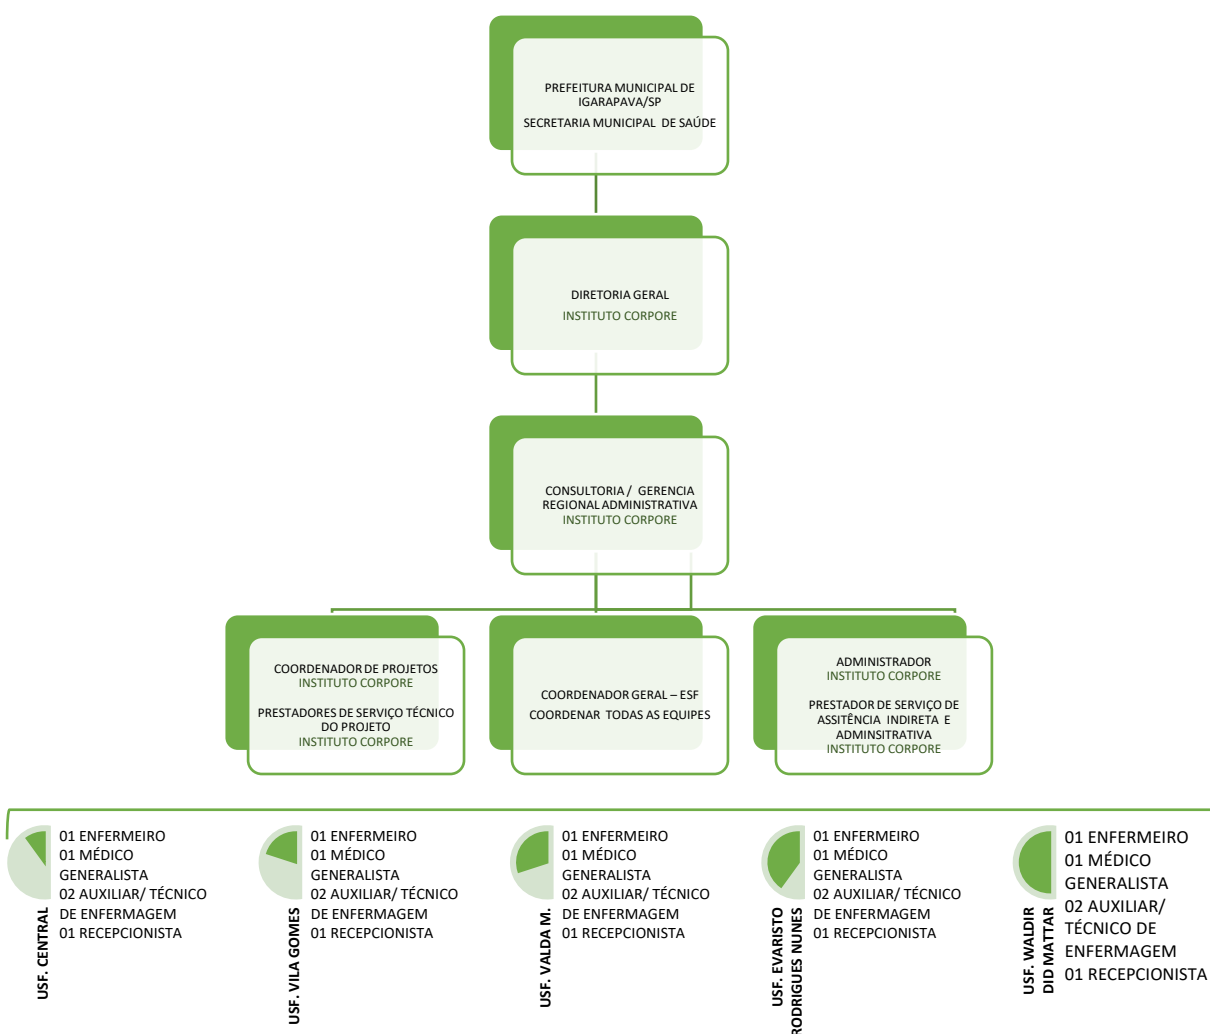 PREFEITURA MUNICIPAL DE
IGARAPAVA/SP
SECRETARIA MUNICIPAL DE SAÚDE
DIRETORIA GERAL
INSTITUTO CORPORE
CONSULTORIA / GERENCIA
REGIONAL ADMINISTRATIVA
INSTITUTO CORPORE
COORDENADOR DE PROJETOS
INSTITUTO CORPORE
PRESTADORES DE SERVIÇO TÉCNICO
DO PROJETO
INSTITUTO CORPORE
COORDENADOR GERAL – ESF
COORDENAR TODAS AS EQUIPES
ADMINISTRADOR
INSTITUTO CORPORE
PRESTADOR DE SERVIÇO DE
ASSITÊNCIA INDIRETA E
ADMINSITRATIVA
INSTITUTO CORPORE
USF. CENTRAL
01 ENFERMEIRO
01 MÉDICO
GENERALISTA
02 AUXILIAR/ TÉCNICO
DE ENFERMAGEM
01 RECEPCIONISTA
USF. VILA GOMES
01 ENFERMEIRO
01 MÉDICO
GENERALISTA
02 AUXILIAR/ TÉCNICO
DE ENFERMAGEM
01 RECEPCIONISTA
USF. VALDA M.
01 ENFERMEIRO
01 MÉDICO
GENERALISTA
02 AUXILIAR/ TÉCNICO
DE ENFERMAGEM
01 RECEPCIONISTA
USF. EVARISTO
RODRIGUES NUNES
01 ENFERMEIRO
01 MÉDICO
GENERALISTA
02 AUXILIAR/ TÉCNICO
DE ENFERMAGEM
01 RECEPCIONISTA
USF. WALDIR
DID MATTAR
01 ENFERMEIRO
01 MÉDICO
GENERALISTA
02 AUXILIAR/
TÉCNICO DE
ENFERMAGEM
01 RECEPCIONISTA